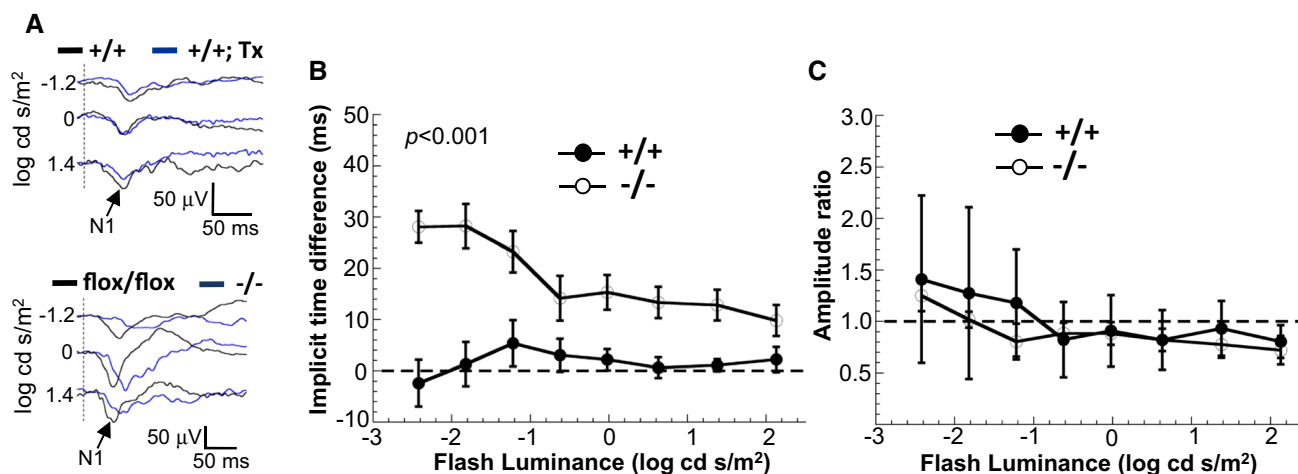 A
+/+ +/+; Tx
log cd s/m²
-1.2
0
1.4
N1
50 μV
50 ms
flox/flox -/-
log cd s/m²
-1.2
0
1.4
N1
50 μV
50 ms
B
Implicit time difference (ms)
50
40
30
20
10
0
-10
p<0.001
+/+
-/-
-3 -2 -1 0 1 2
Flash Luminance (log cd s/m²)
C
Amplitude ratio
3.0
2.5
2.0
1.5
1.0
0.5
+/+
-/-
-3 -2 -1 0 1 2
Flash Luminance (log cd s/m²)